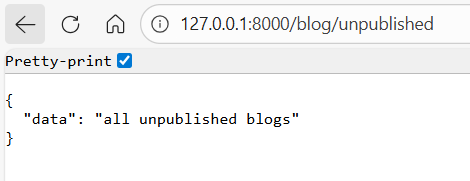 127.0.0.1:8000/blog/unpublished
Pretty-print
{
  "data": "all unpublished blogs"
}